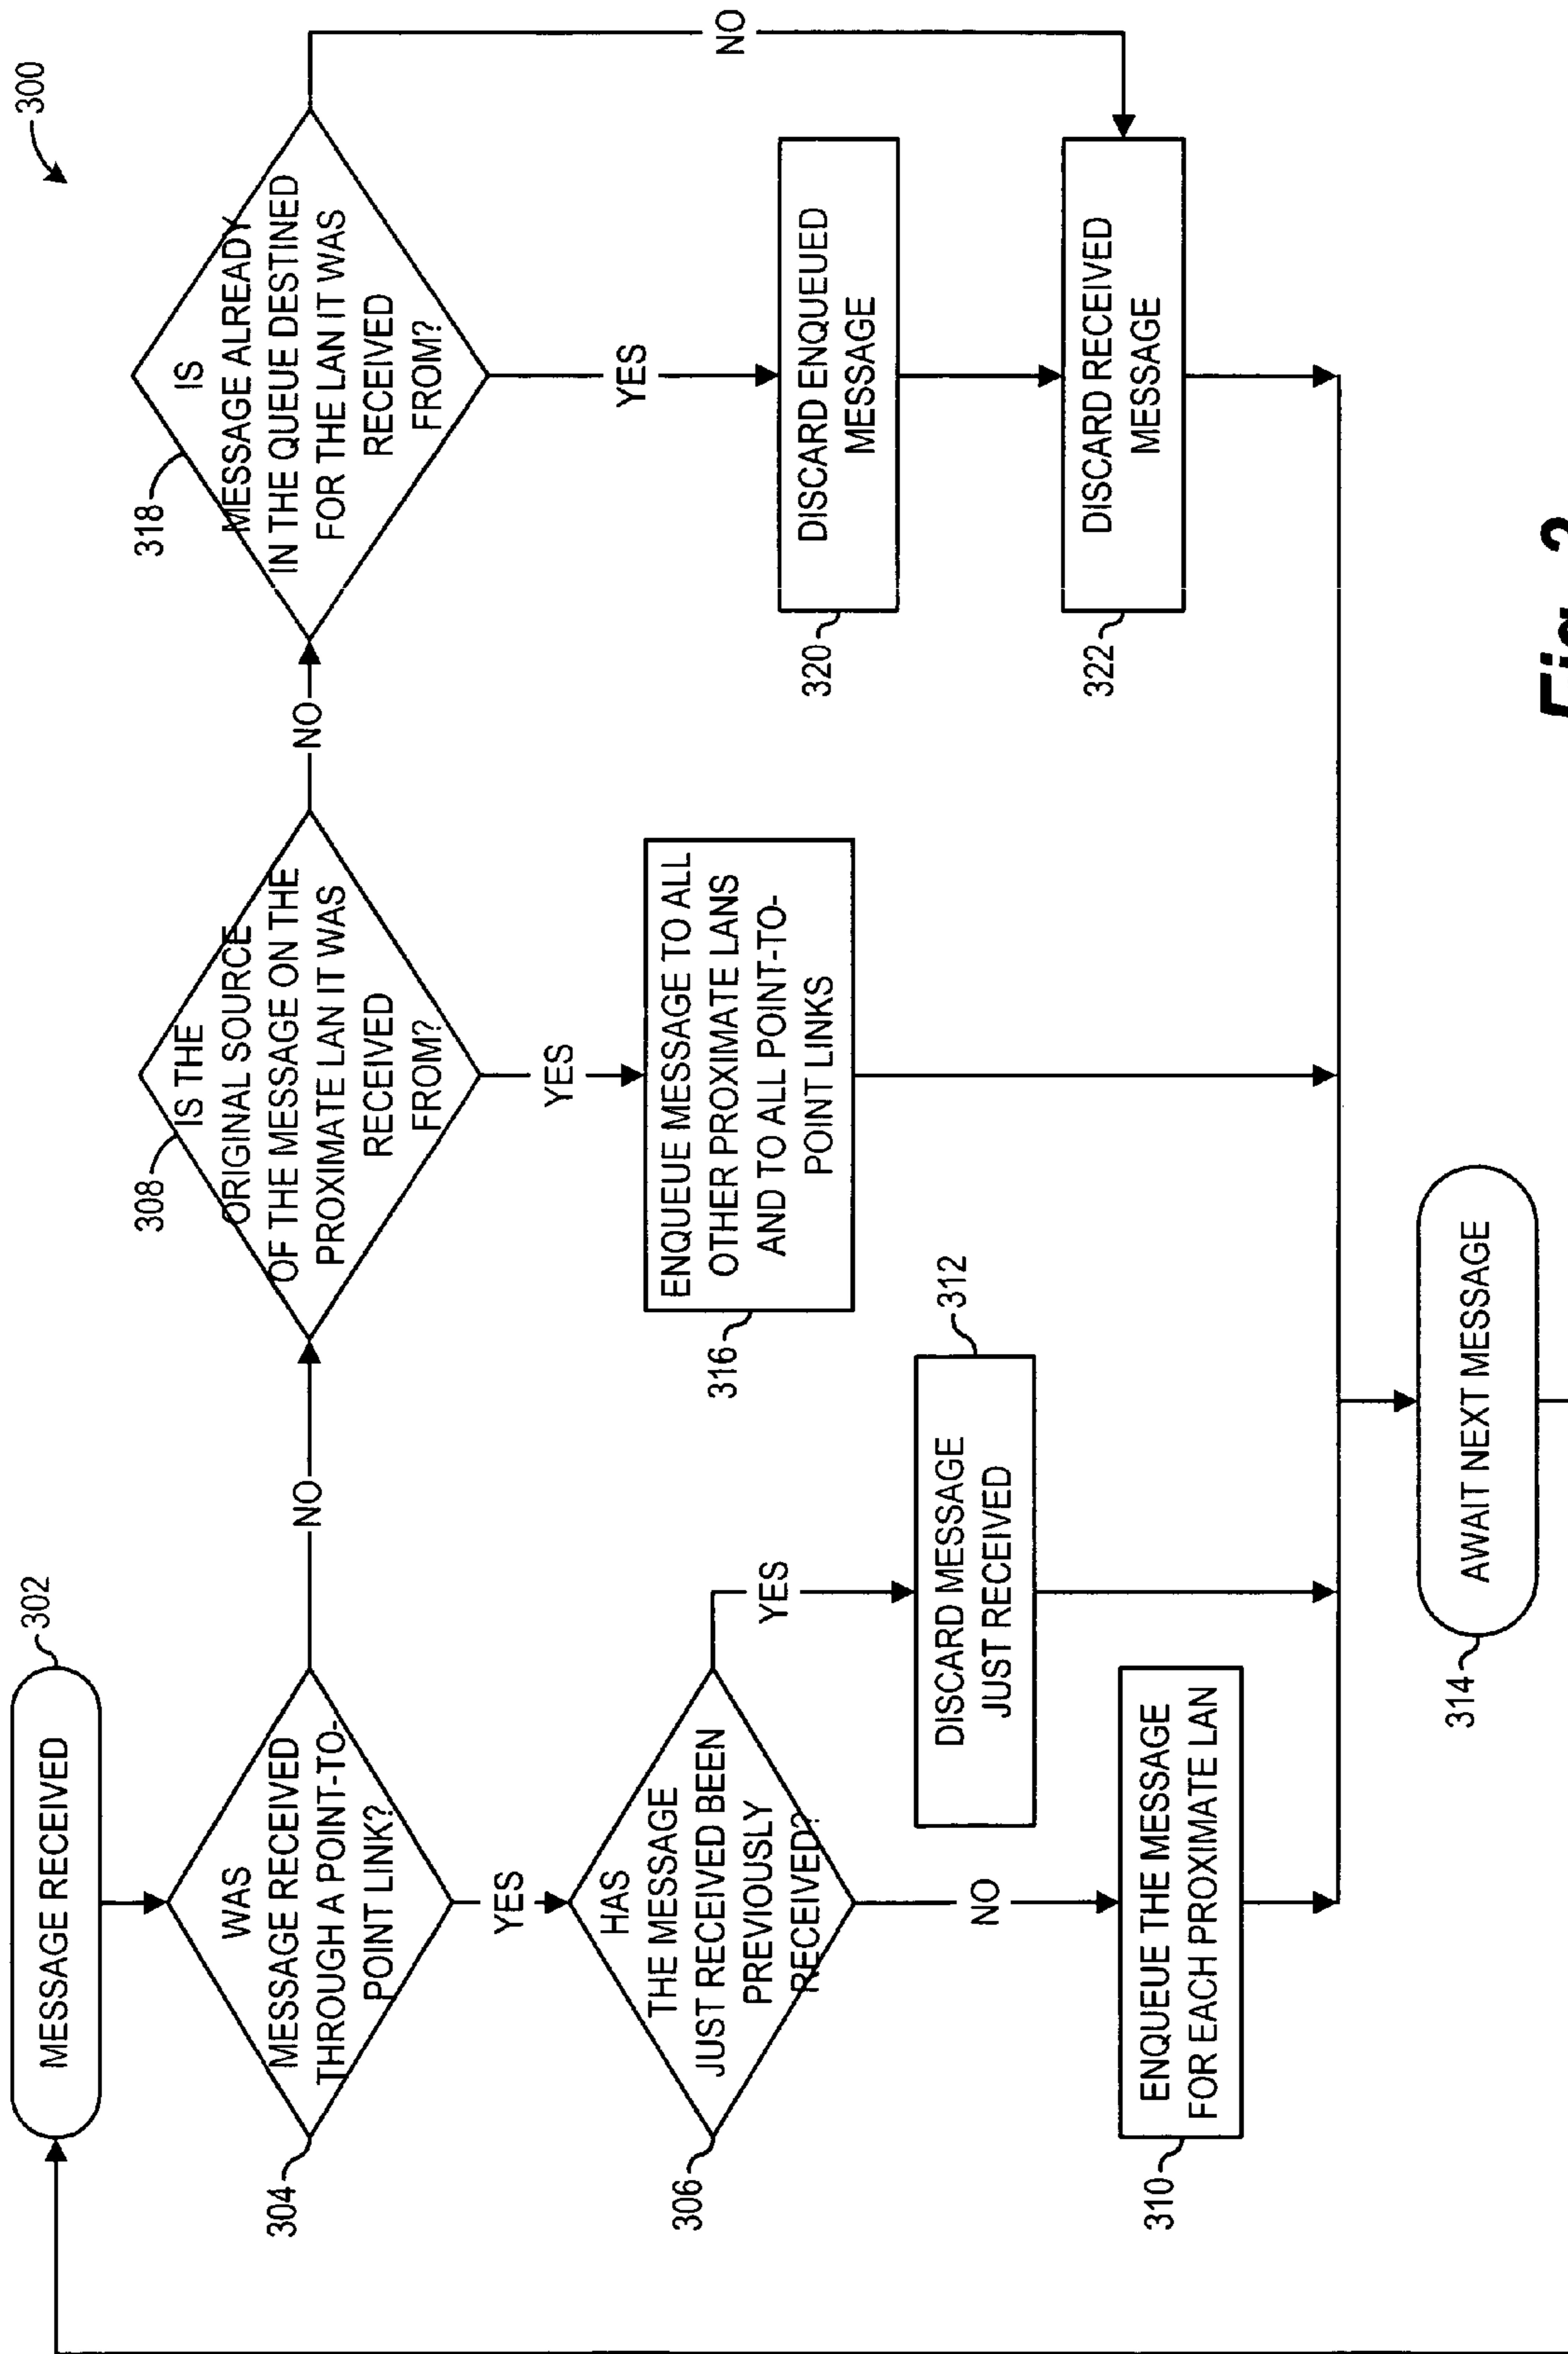 300
MESSAGE RECEIVED
302
WAS
MESSAGE RECEIVED
THROUGH A POINT-TO-
POINT LINK?
304
NO
YES
HAS
THE MESSAGE
JUST RECEIVED BEEN
PREVIOUSLY
RECEIVED?
306
YES
NO
DISCARD MESSAGE
JUST RECEIVED
312
ENQUEUE THE MESSAGE
FOR EACH PROXIMATE LAN
310
IS THE
ORIGINAL SOURCE
OF THE MESSAGE ON THE
PROXIMATE LAN IT WAS
RECEIVED
FROM?
308
NO
YES
ENQUEUE MESSAGE TO ALL
OTHER PROXIMATE LANS
AND TO ALL POINT-TO-
POINT LINKS
316
IS
MESSAGE ALREADY
IN THE QUEUE DESTINED
FOR THE LAN IT WAS
RECEIVED
FROM?
318
NO
YES
DISCARD ENQUEUED
MESSAGE
320
DISCARD RECEIVED
MESSAGE
322
AWAIT NEXT MESSAGE
314
Fig.